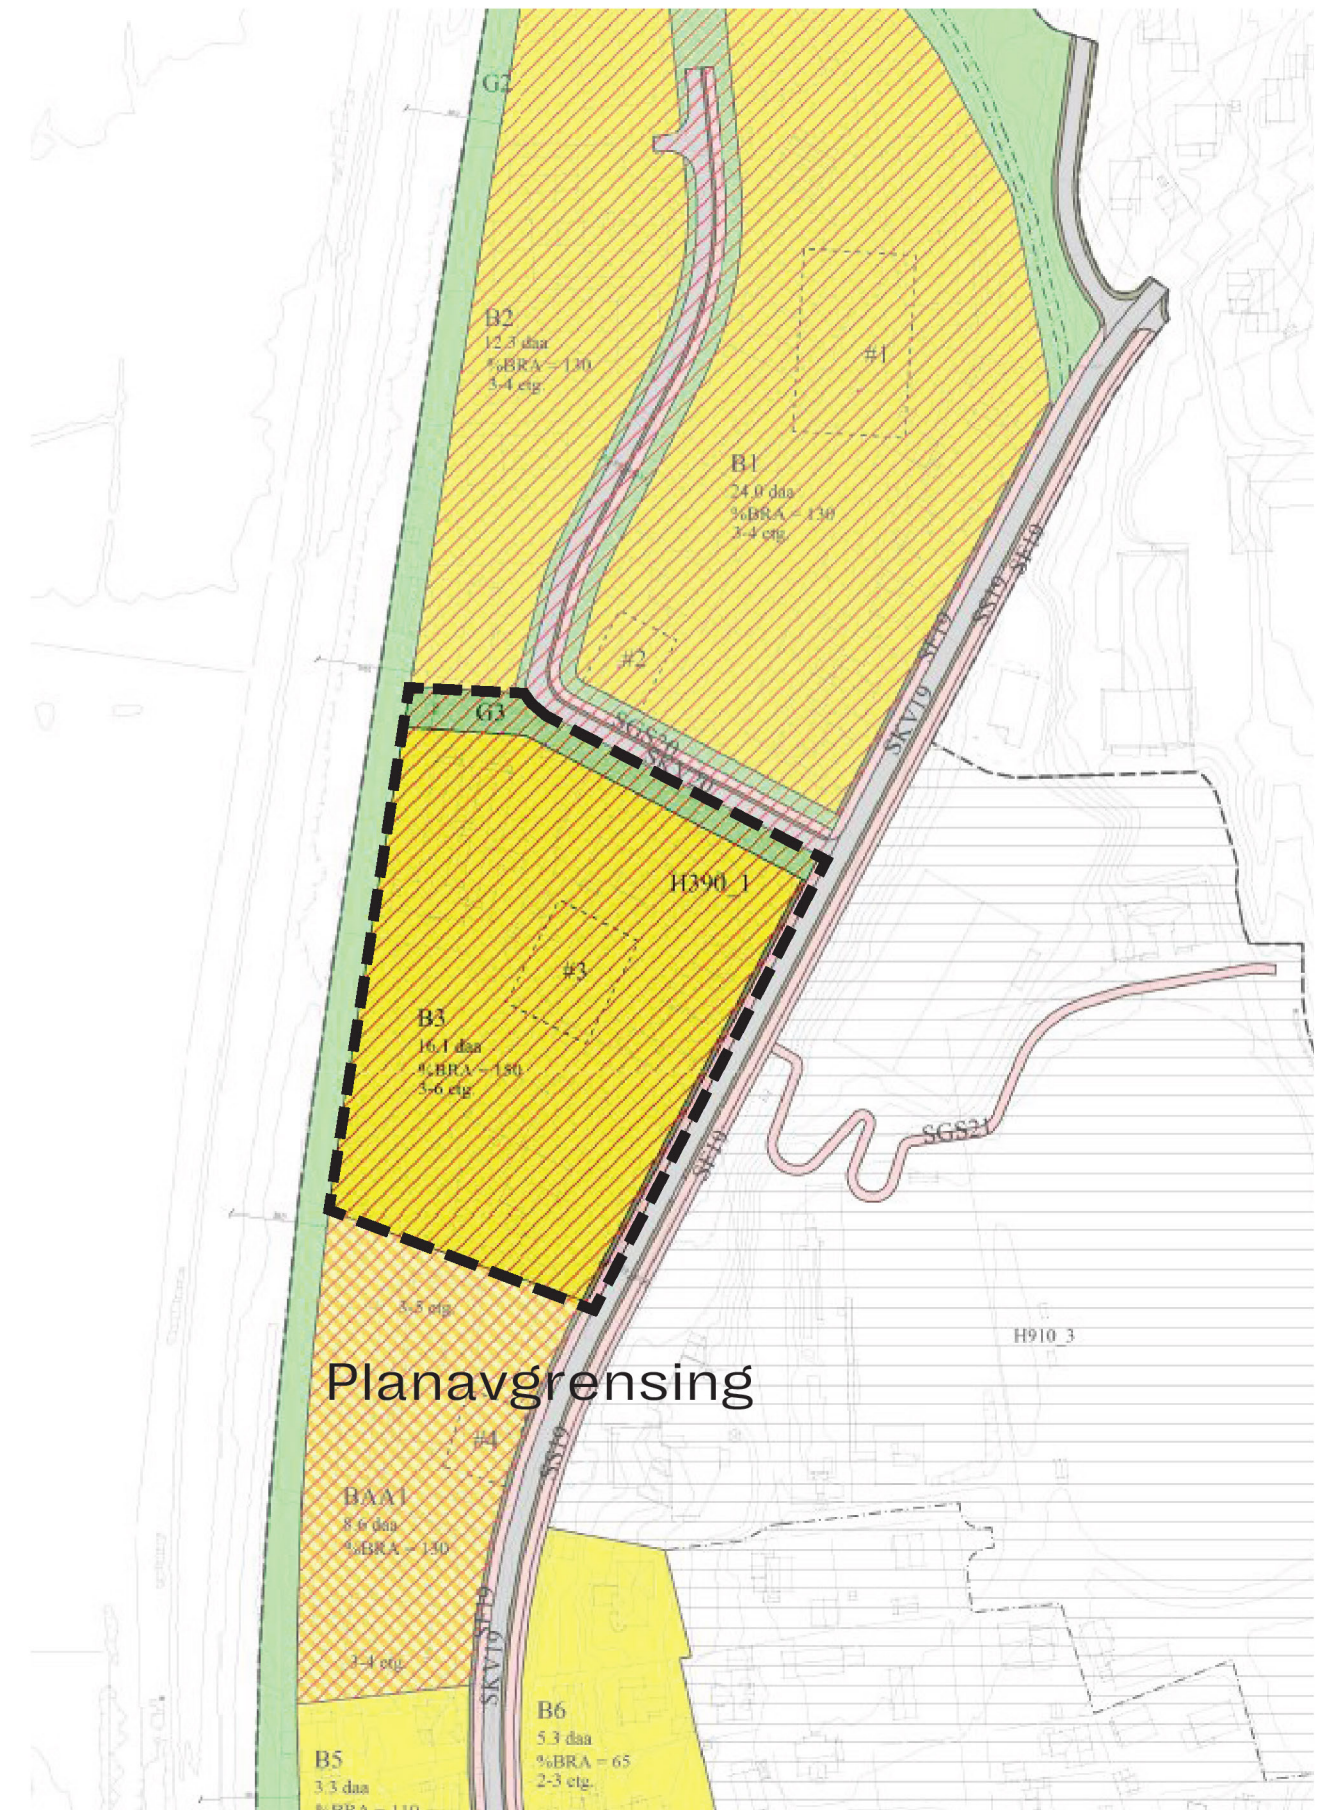 G2
B2
12.3 daa
%BRA = 130
3-4 etg.
#1
B1
24.0 daa
%BRA = 130
3-4 etg.
SF19
SS19
SF19
SKV19
#2
G3
SGS20
SKV20
H390_1
#3
B3
16.1 daa
%BRA = 180
3-6 etg.
SF19
SGS21
H910_3
3-5 etg.
Planavgrensing
#4
SS19
BAA1
8.6 daa
%BRA = 130
SF19
SKV19
3-4 etg.
B6
5.3 daa
%BRA = 65
2-3 etg.
B5
3.3 daa
%BRA = 110